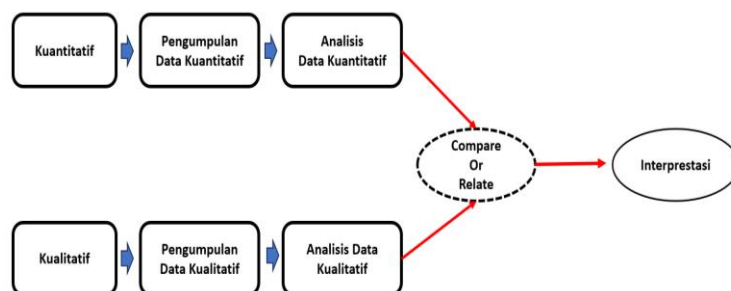 Kuantitatif
Pengumpulan
Data Kuantitatif
Analisis
Data Kuantitatif
Compare
Or
Relate
Interprestasi
Kualitatif
Pengumpulan
Data Kualitatif
Analisis Data
Kualitatif